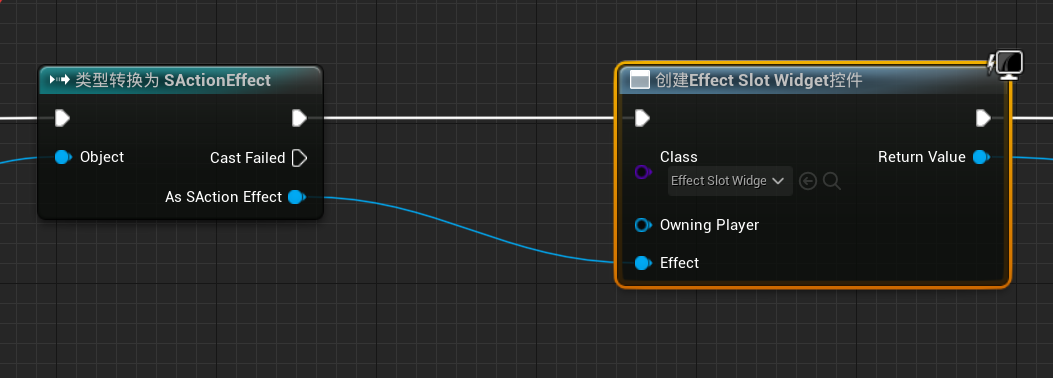 类型转换为 SActionEffect
Object
Cast Failed
As SAction Effect
创建Effect Slot Widget控件
Class
Effect Slot Widge
Return Value
Owning Player
Effect